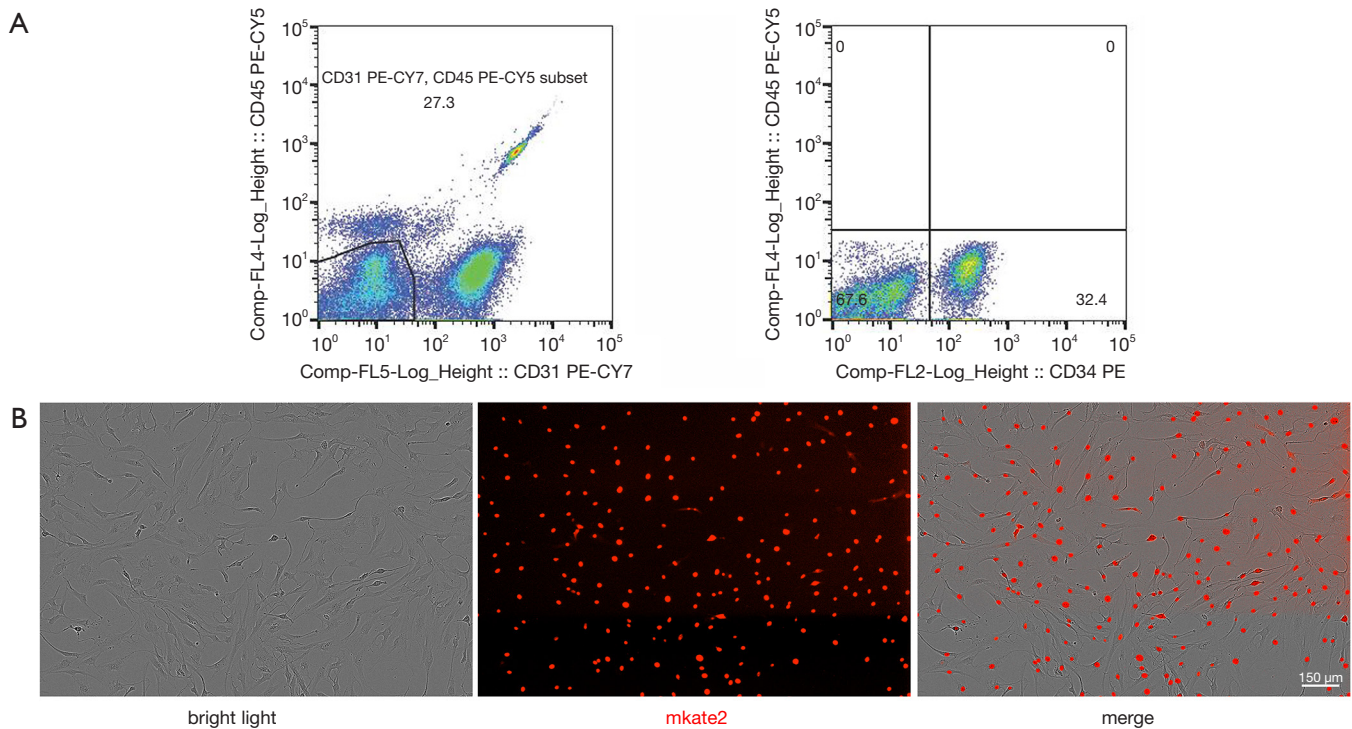 A
Comp-FL4-Log_Height :: CD45 PE-CY5
10⁵
10⁴
10³
10²
10¹
10⁰
CD31 PE-CY7, CD45 PE-CY5 subset
27.3
10⁰ 10¹ 10² 10³ 10⁴ 10⁵
Comp-FL5-Log_Height :: CD31 PE-CY7
Comp-FL4-Log_Height :: CD45 PE-CY5
10⁵
10⁴
10³
10²
10¹
10⁰
0 0
67.6 32.4
10⁰ 10¹ 10² 10³ 10⁴ 10⁵
Comp-FL2-Log_Height :: CD34 PE
B
150 µm
bright light mkate2 merge